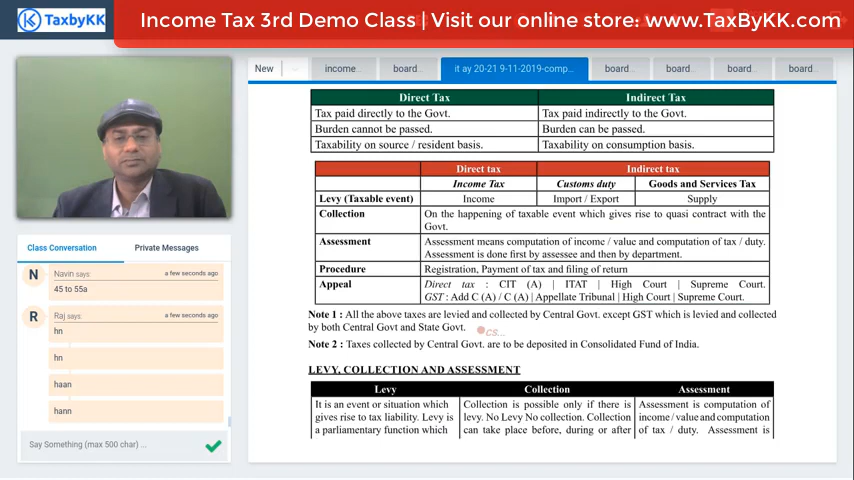 TaxbyKK
Income Tax 3rd Demo Class | Visit our online store: www.TaxByKK.com
New
income...
board...
it ay 20-21 9-11-2019-comp...
board...
board...
board...
board...
Direct Tax Indirect Tax
Tax paid directly to the Govt. Tax paid indirectly to the Govt.
Burden cannot be passed. Burden can be passed.
Taxability on source / resident basis. Taxability on consumption basis.
Direct tax Indirect tax
Income Tax Customs duty Goods and Services Tax
Levy (Taxable event) Income Import / Export Supply
Collection On the happening of taxable event which gives rise to quasi contract with the
Govt.
Assessment Assessment means computation of income / value and computation of tax / duty.
Assessment is done first by assessee and then by department.
Procedure Registration, Payment of tax and filing of return
Appeal Direct tax : CIT (A) | ITAT | High Court | Supreme Court.
GST : Add C (A) / C (A) | Appellate Tribunal | High Court | Supreme Court.
Note 1 : All the above taxes are levied and collected by Central Govt. except GST which is levied and collected
by both Central Govt and State Govt.
CS...
Note 2 : Taxes collected by Central Govt. are to be deposited in Consolidated Fund of India.
LEVY, COLLECTION AND ASSESSMENT
Levy Collection Assessment
It is an event or situation which Collection is possible only if there is Assessment is computation of
gives rise to tax liability. Levy is levy. No Levy No collection. Collection income / value and computation
a parliamentary function which can take place before, during or after of tax / duty. Assessment is
Class Conversation
Private Messages
N
Navin says:
a few seconds ago
45 to 55a
R
Raj says:
a few seconds ago
hn
hn
haan
hann
Say Something (max 500 char) ...